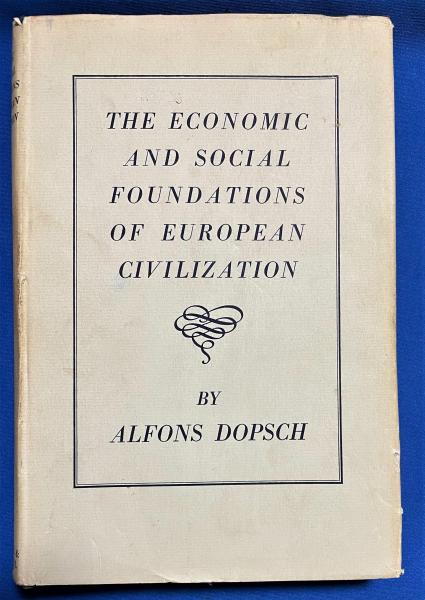 THE ECONOMIC
AND SOCIAL
FOUNDATIONS
OF EUROPEAN
CIVILIZATION
BY
ALFONS DOPSCH